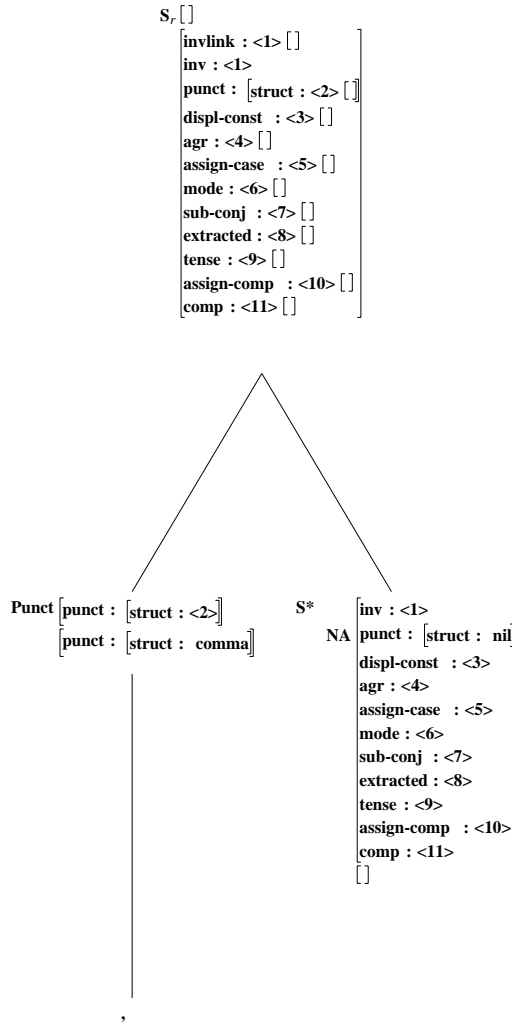 Sr []
[invlink : <1> []
inv : <1>
punct : [struct : <2> []]
displ-const : <3> []
agr : <4> []
assign-case : <5> []
mode : <6> []
sub-conj : <7> []
extracted : <8> []
tense : <9> []
assign-comp : <10> []
comp : <11> []]
Punct [punct : [struct : <2>]]
[punct : [struct : comma]]
,
S*
NA
[inv : <1>
punct : [struct : nil]
displ-const : <3>
agr : <4>
assign-case : <5>
mode : <6>
sub-conj : <7>
extracted : <8>
tense : <9>
assign-comp : <10>
comp : <11>
[]